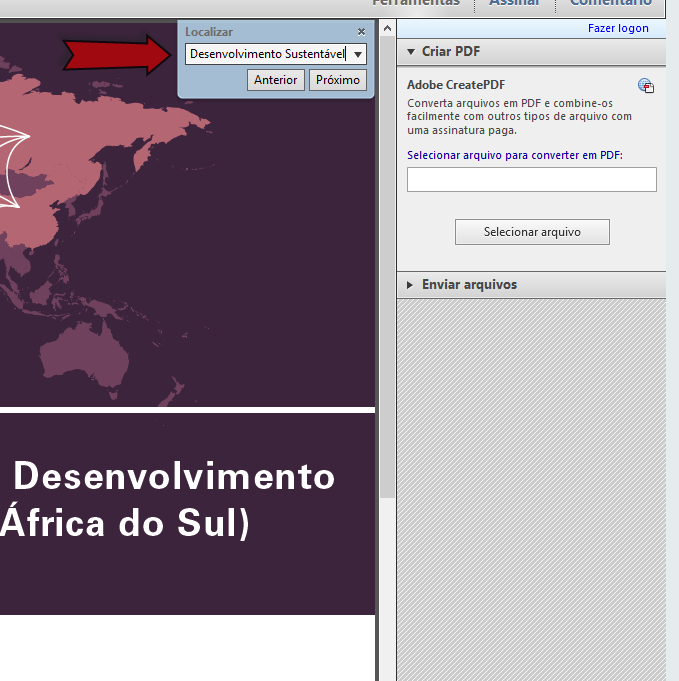 Ferramentas Assinar Comentário
Fazer logon
Localizar
Desenvolvimento Sustentável
Anterior Próximo
Criar PDF
Adobe CreatePDF
Converta arquivos em PDF e combine-os
facilmente com outros tipos de arquivo com
uma assinatura paga.
Selecionar arquivo para converter em PDF:
Selecionar arquivo
Enviar arquivos
Desenvolvimento
África do Sul)